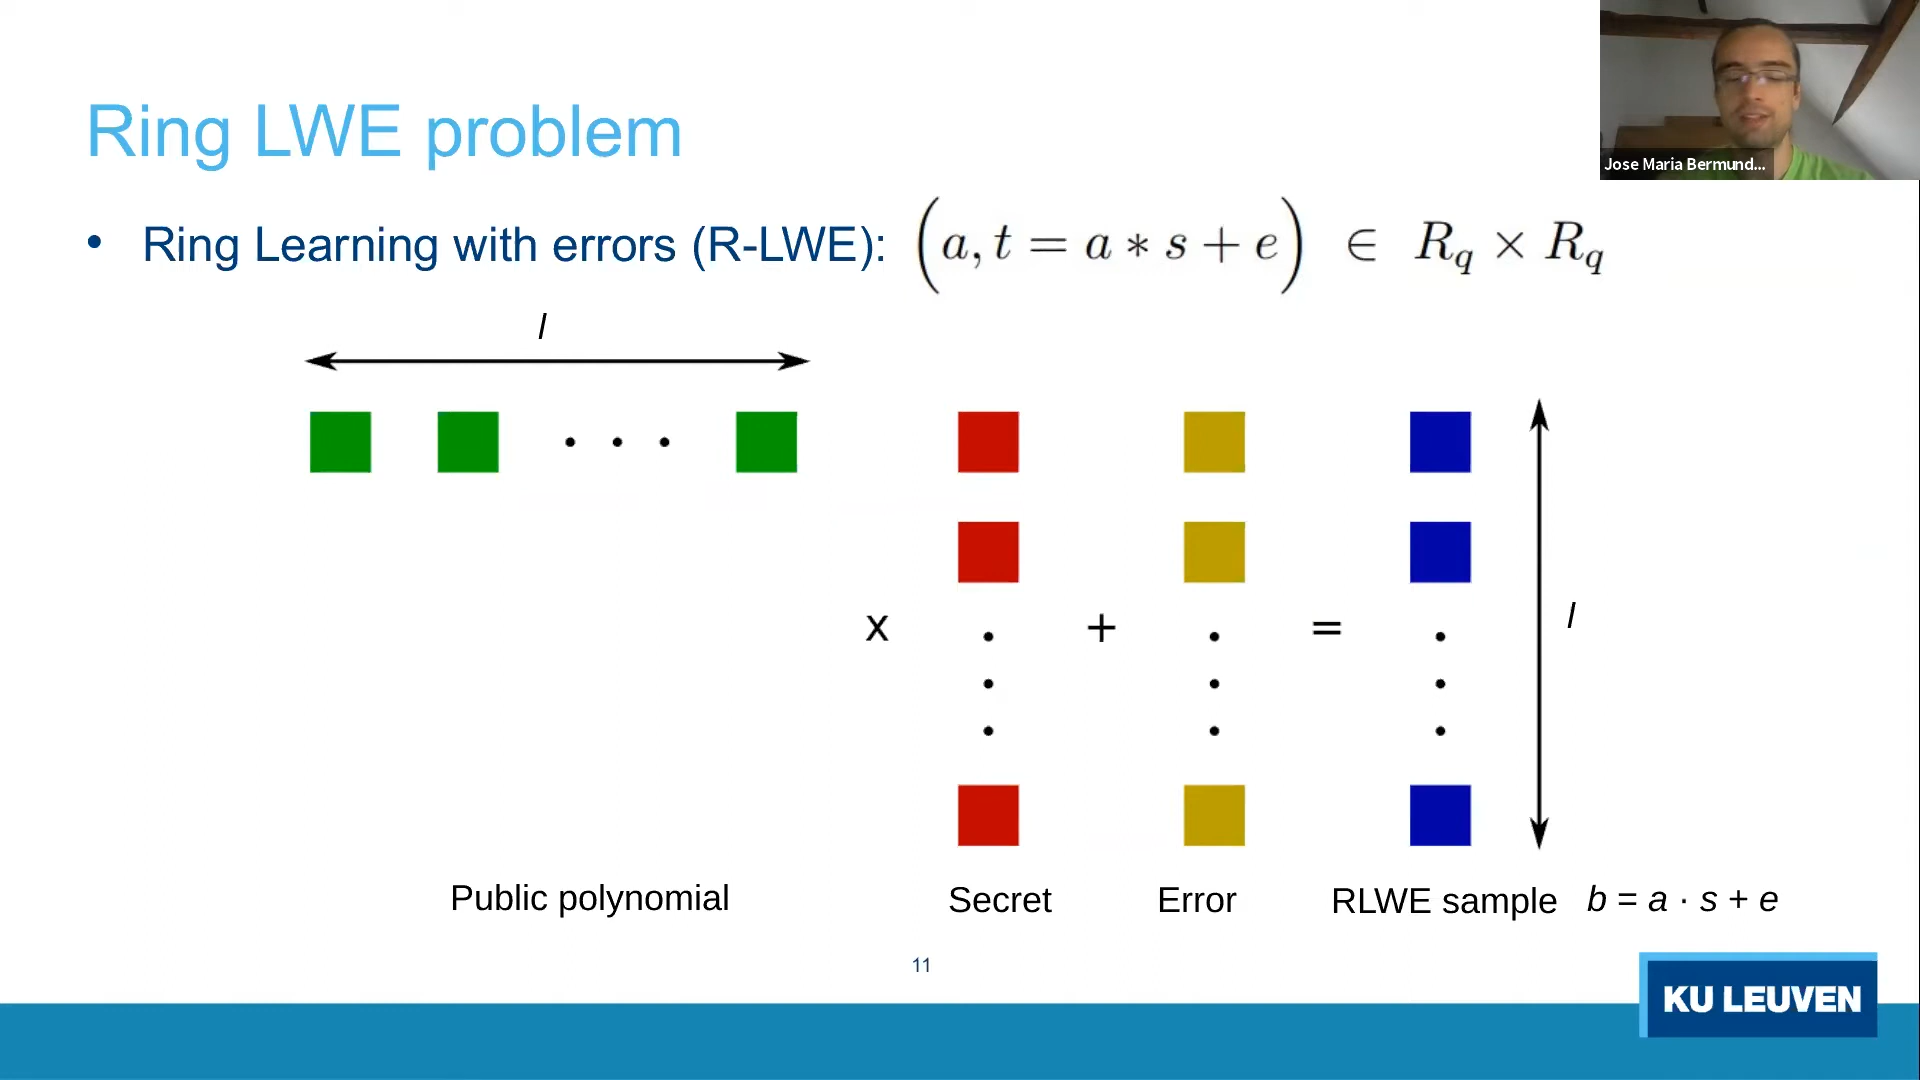 Jose Maria Bermund...
Ring LWE problem
• Ring Learning with errors (R-LWE): (a, t = a ∗ s + e) ∈ R_q × R_q
l
x
+
=
l
Public polynomial
Secret
Error
RLWE sample
b = a · s + e
11
KU LEUVEN